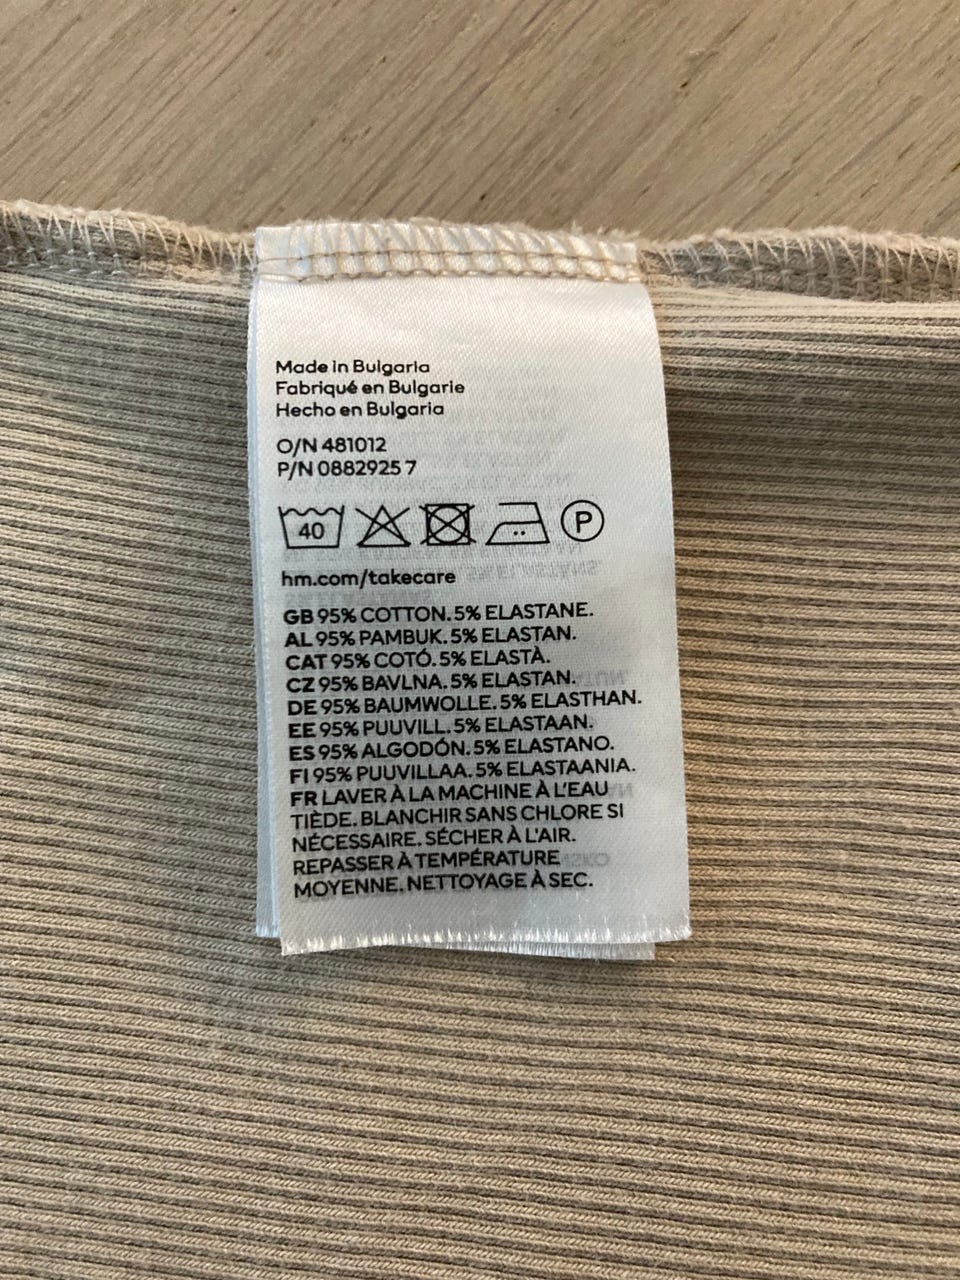 Made in Bulgaria
Fabriqué en Bulgarie
Hecho en Bulgaria
O/N 481012
P/N 0882925 7
40
P
hm.com/takecare
GB 95% COTTON. 5% ELASTANE.
AL 95% PAMBUK. 5% ELASTAN.
CAT 95% COTÓ. 5% ELASTÀ.
CZ 95% BAVLNA. 5% ELASTAN.
DE 95% BAUMWOLLE. 5% ELASTHAN.
EE 95% PUUVILL. 5% ELASTAAN.
ES 95% ALGODÓN. 5% ELASTANO.
FI 95% PUUVILLAA. 5% ELASTAANIA.
FR LAVER À LA MACHINE À L'EAU
TIÈDE. BLANCHIR SANS CHLORE SI
NÉCESSAIRE. SÉCHER À L'AIR.
REPASSER À TEMPÉRATURE
MOYENNE. NETTOYAGE À SEC.